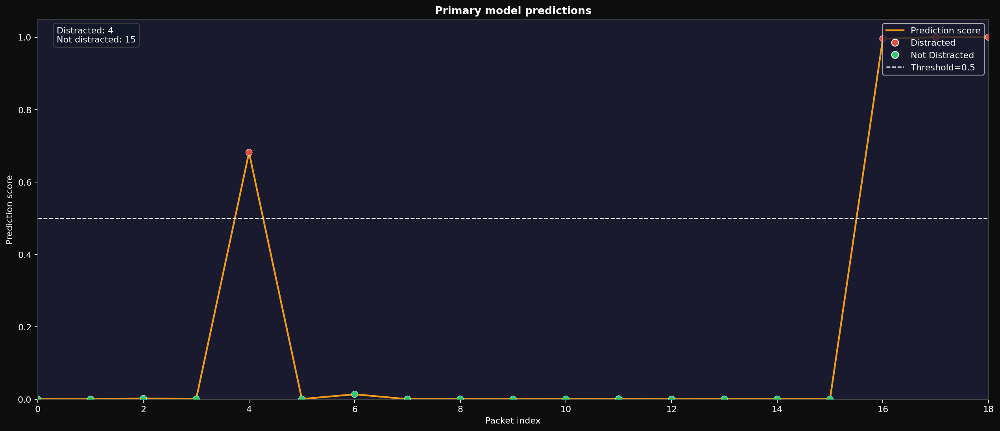 Primary model predictions
Distracted: 4
Not distracted: 15
Prediction score
Distracted
Not Distracted
Threshold=0.5
1.0
0.8
0.6
0.4
0.2
0.0
Prediction score
0 2 4 6 8 10 12 14 16 18
Packet index